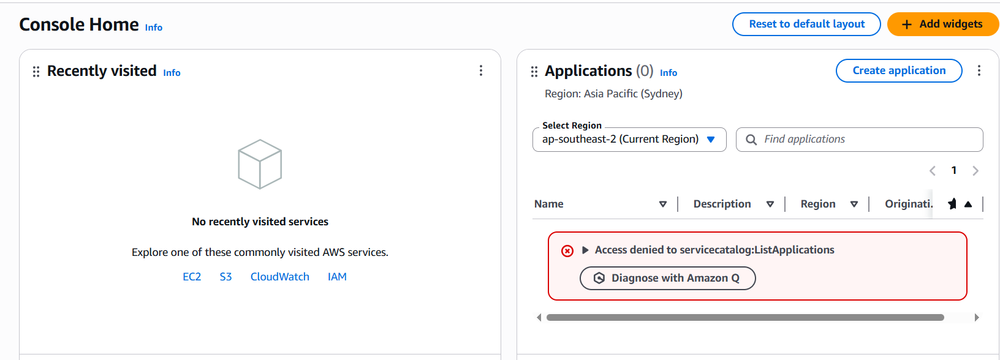 Console Home Info
Reset to default layout
Add widgets
Recently visited Info
No recently visited services
Explore one of these commonly visited AWS services.
EC2 S3 CloudWatch IAM
Applications (0) Info
Create application
Region: Asia Pacific (Sydney)
Select Region
ap-southeast-2 (Current Region)
Find applications
1
Name Description Region Originati.
Access denied to servicecatalog:ListApplications
Diagnose with Amazon Q